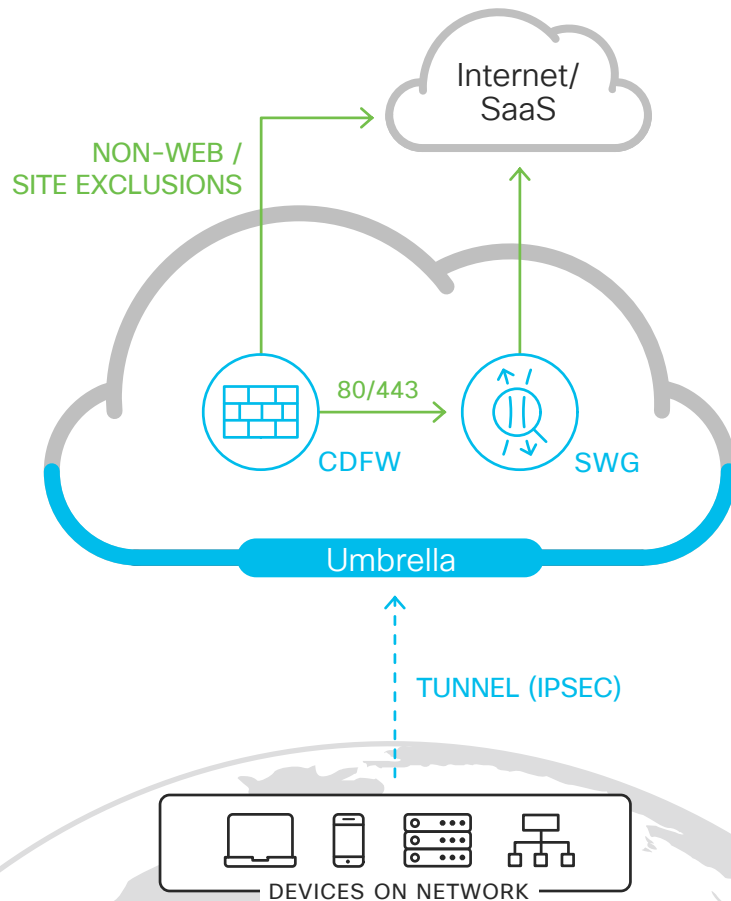 Internet/
SaaS
NON-WEB /
SITE EXCLUSIONS
80/443
CDFW
SWG
Umbrella
TUNNEL (IPSEC)
DEVICES ON NETWORK